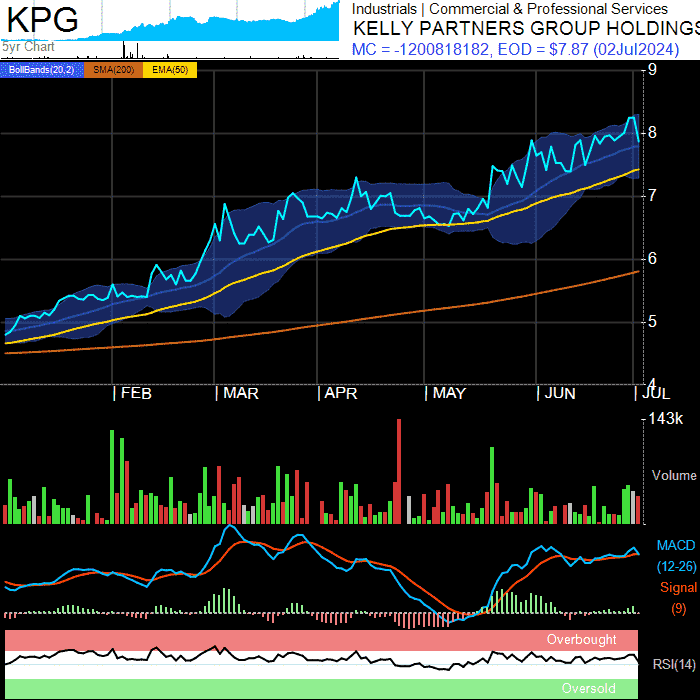 KPG
Industrials | Commercial & Professional Services
KELLY PARTNERS GROUP HOLDINGS
5yr Chart
MC = -1200818182, EOD = $7.87 (02Jul2024)
BollBands(20,2) SMA(200) EMA(50)
9
8
7
6
5
4
FEB MAR APR MAY JUN JUL
143k
Volume
MACD
(12-26)
Signal
(9)
Overbought
RSI(14)
Oversold